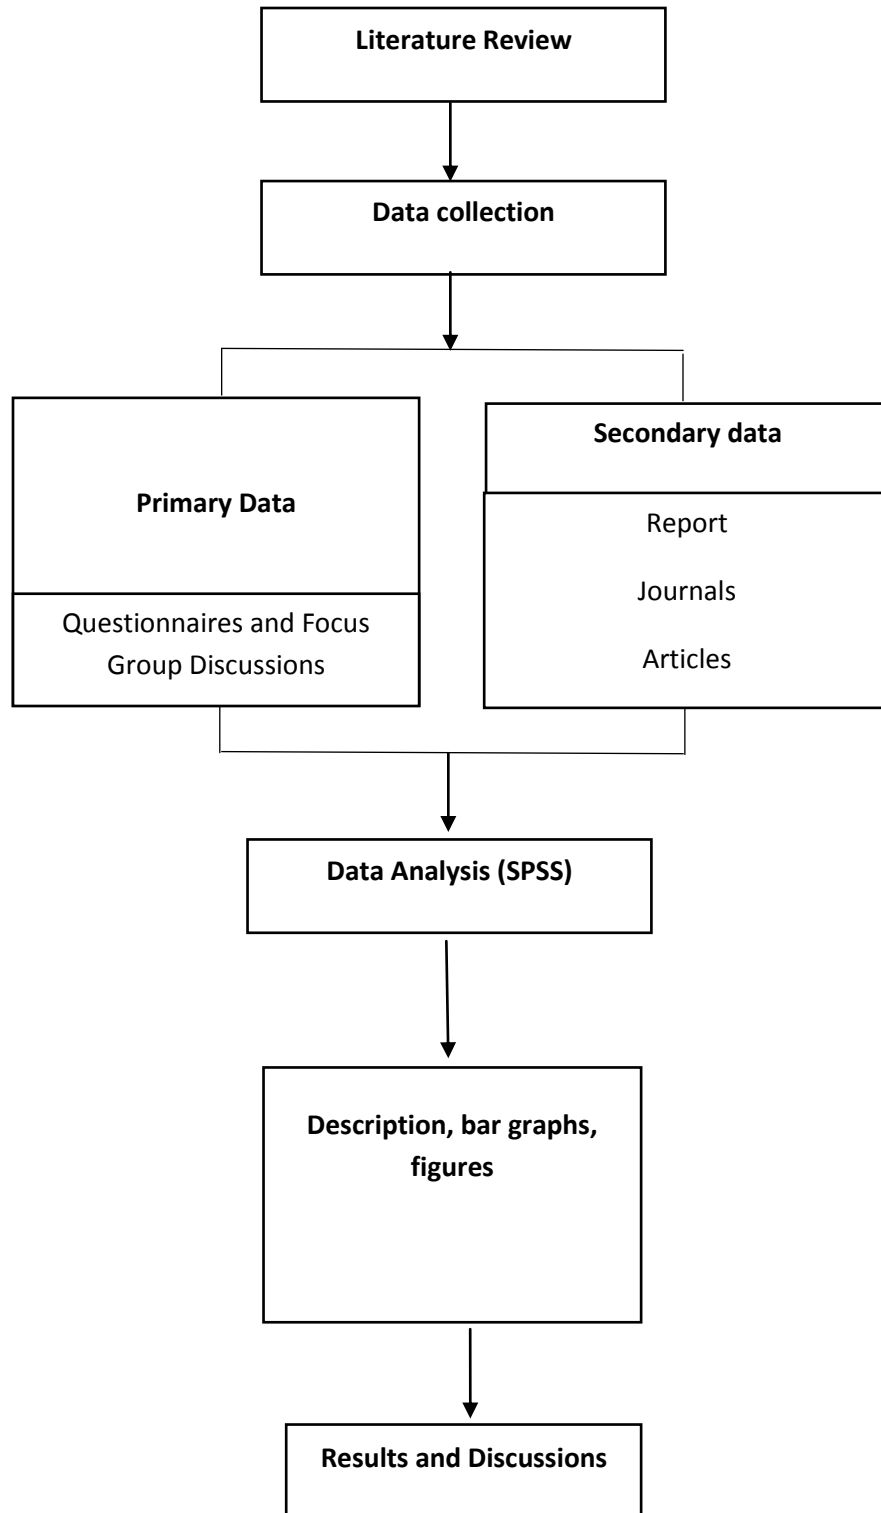 Literature Review
Data collection
Primary Data
Questionnaires and Focus
Group Discussions
Secondary data
Report
Journals
Articles
Data Analysis (SPSS)
Description, bar graphs,
figures
Results and Discussions